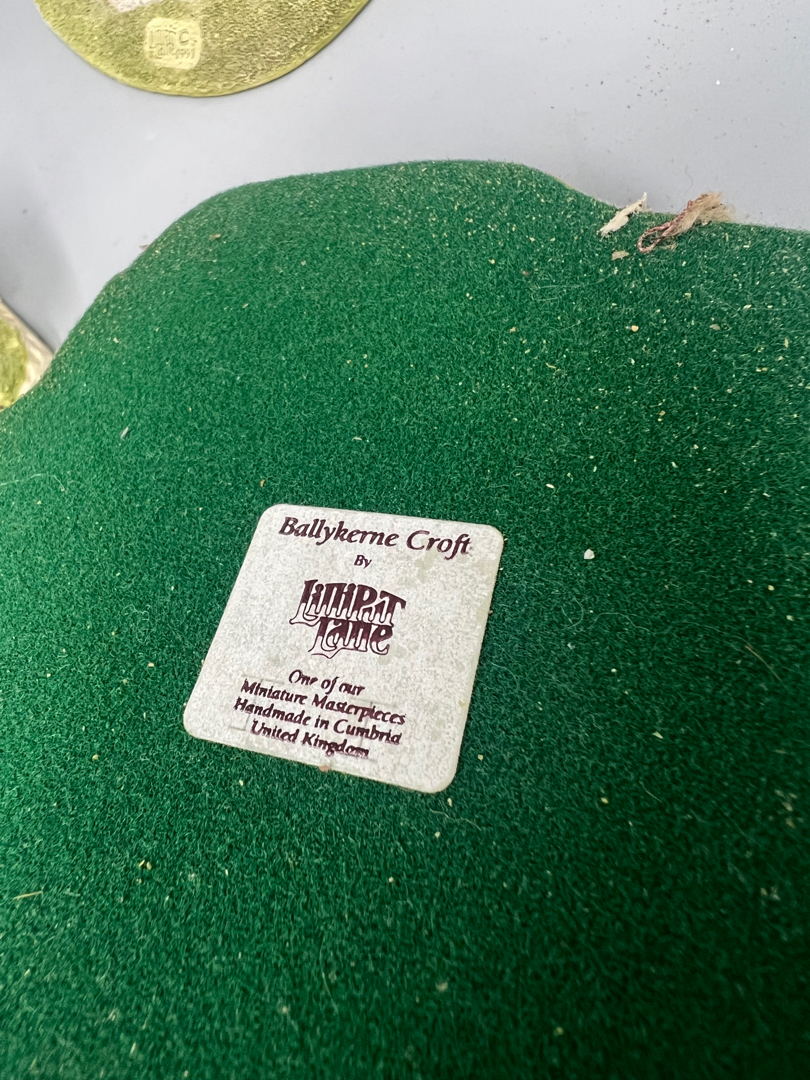 Ballykerne Croft
By
LilliPuT
Lane
One of our
Miniature Masterpieces
Handmade in Cumbria
United Kingdom